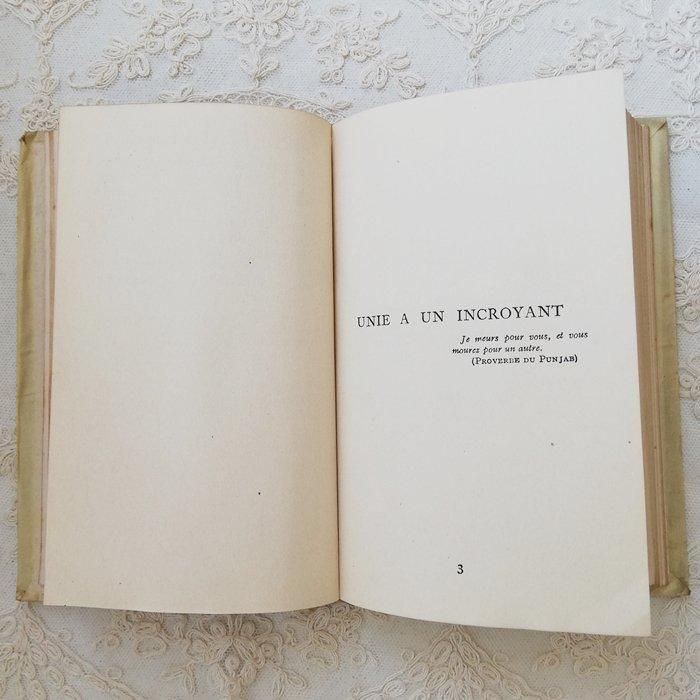 UNIE A UN INCROYANT
Je meurs pour vous, et vous
mourez pour un autre.
(PROVERBE DU PUNJAB)
3